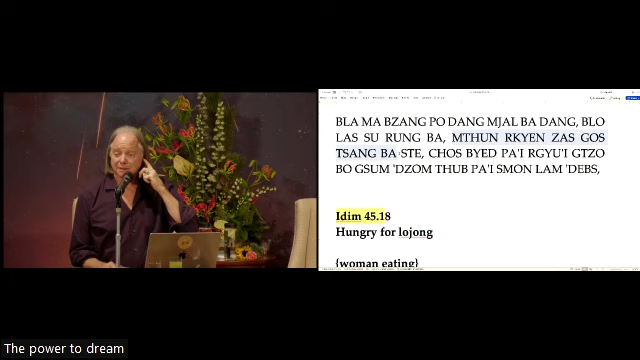 BLA MA BZANG PO DANG MJAL BA DANG, BLO
LAS SU RUNG BA, MTHUN RKYEN ZAS GOS
TSANG BA STE, CHOS BYED PA'I RGYU'I GTZO
BO GSUM 'DZOM THUB PA'I SMON LAM 'DEBS,
Idim 45.18
Hungry for lojong
{woman eating}
The power to dream